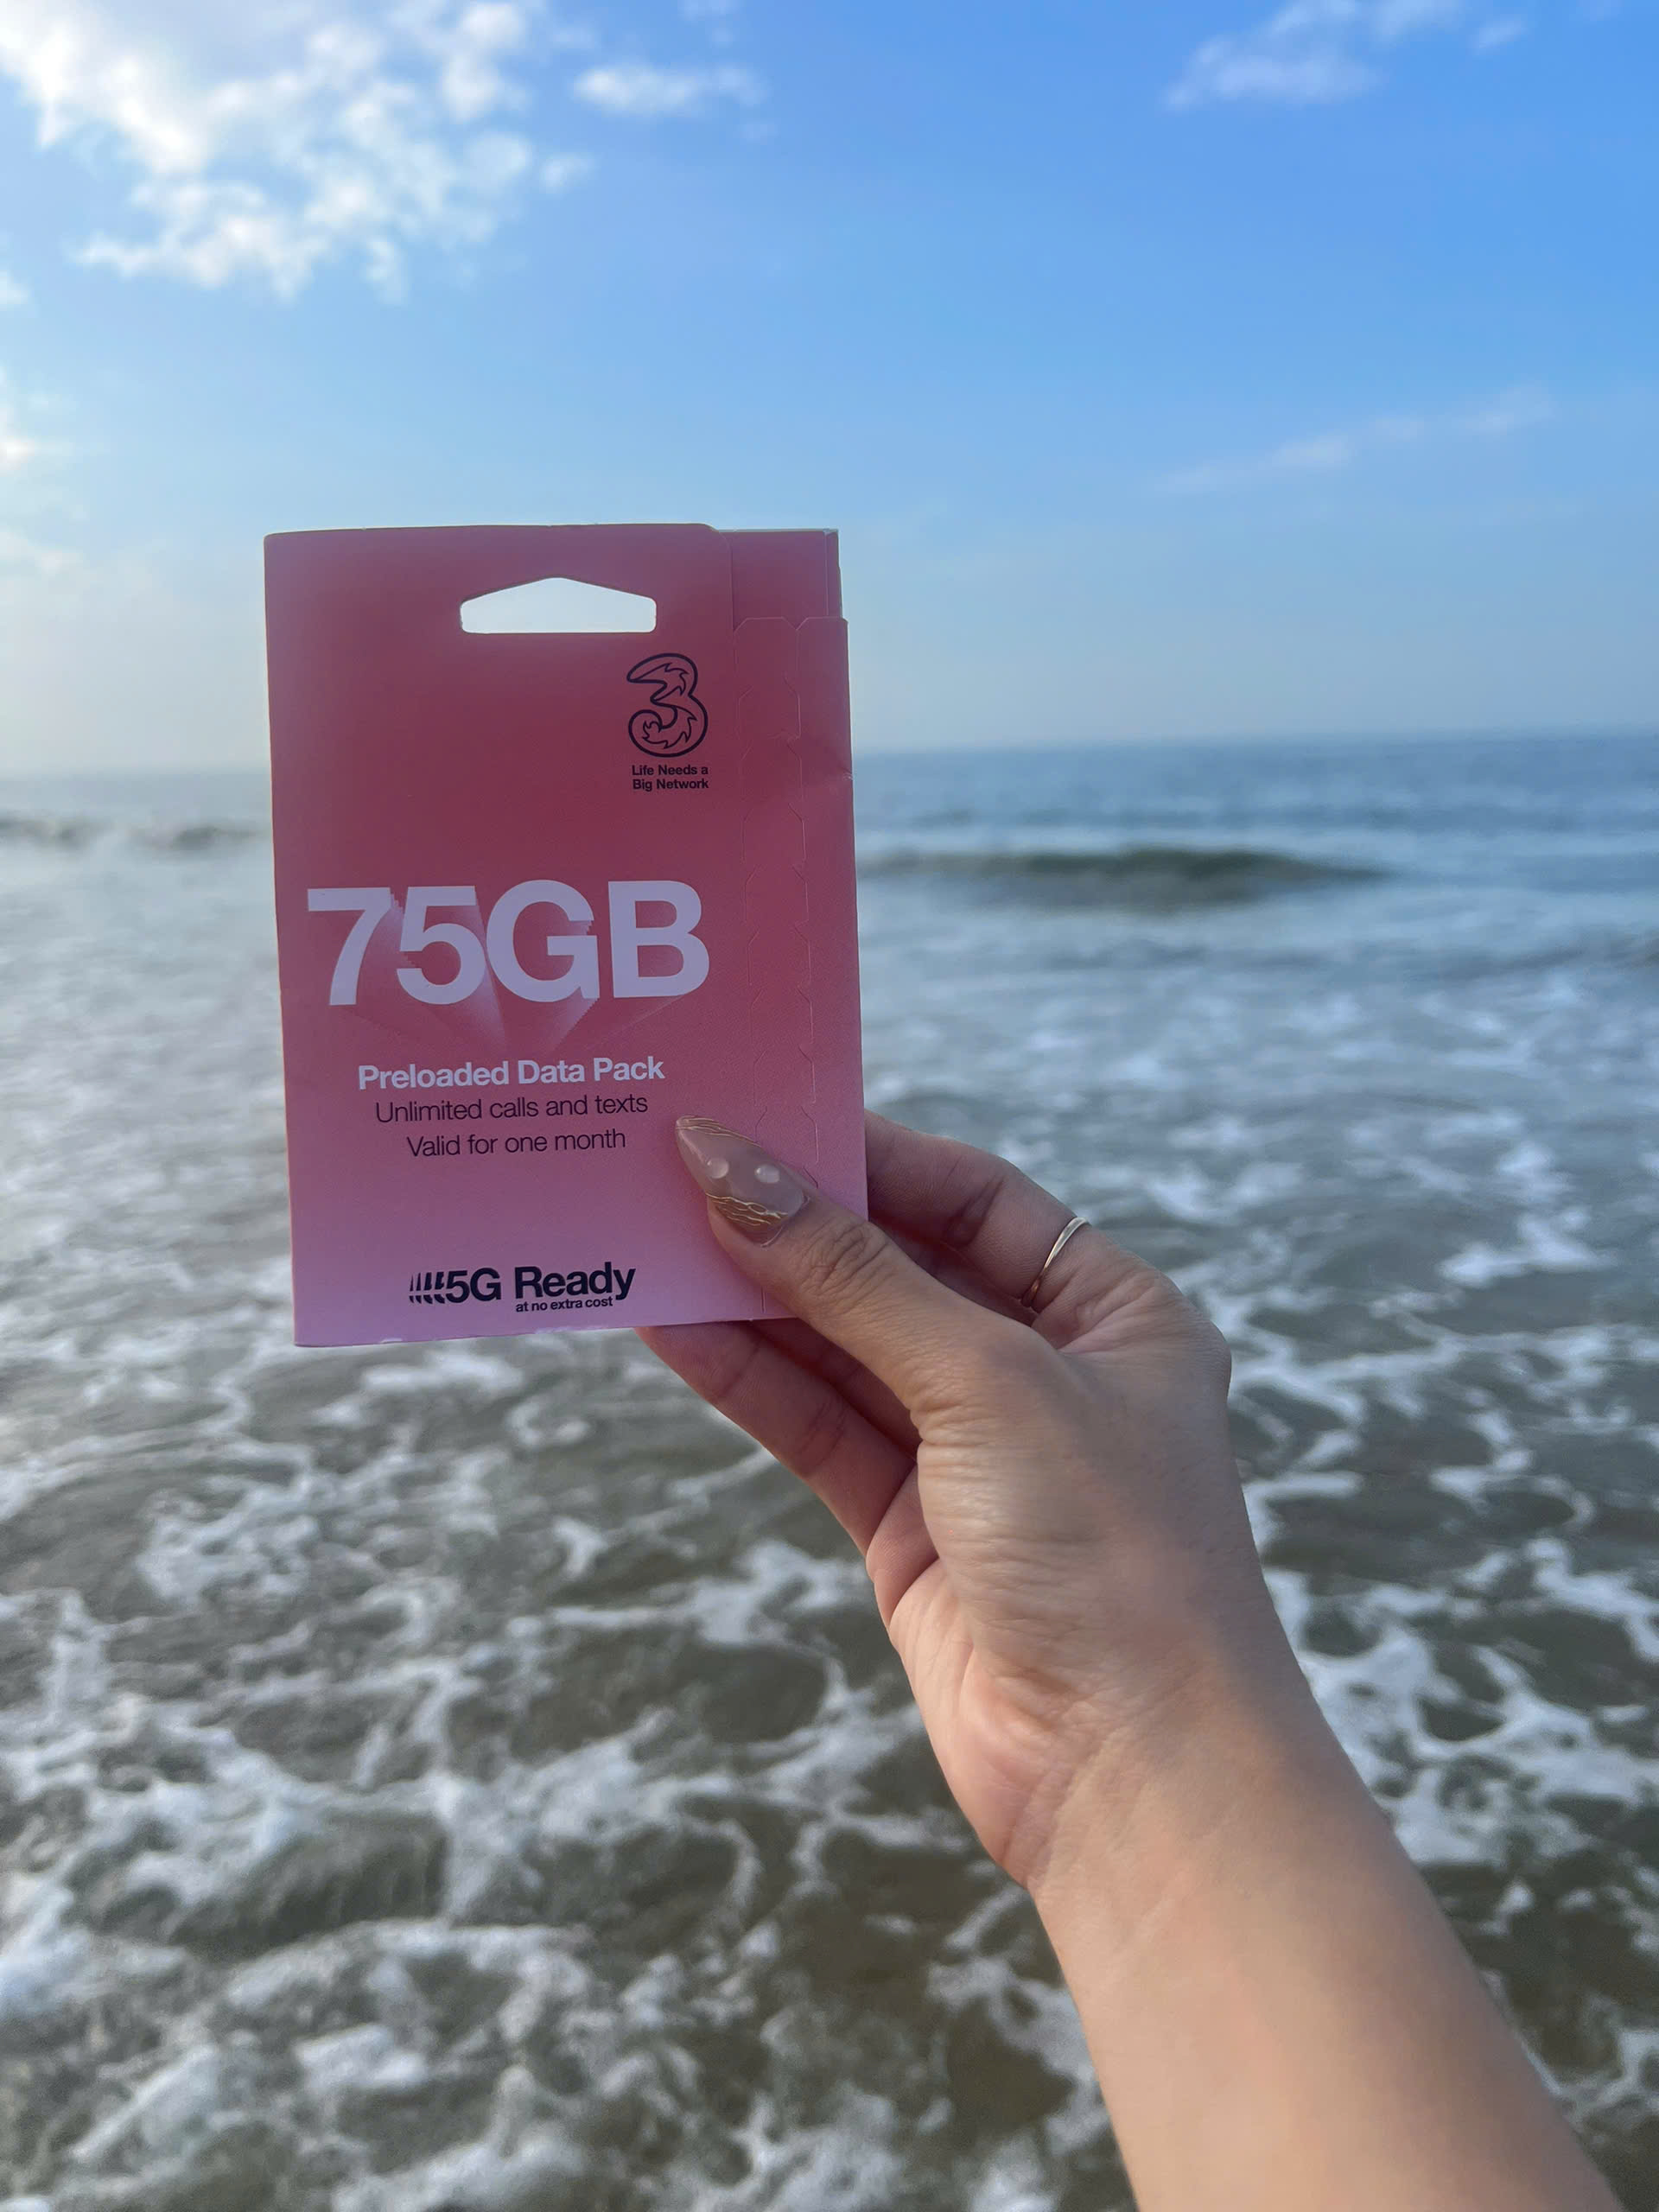 3
Life Needs a
Big Network
75GB
Preloaded Data Pack
Unlimited calls and texts
Valid for one month
5G Ready
at no extra cost